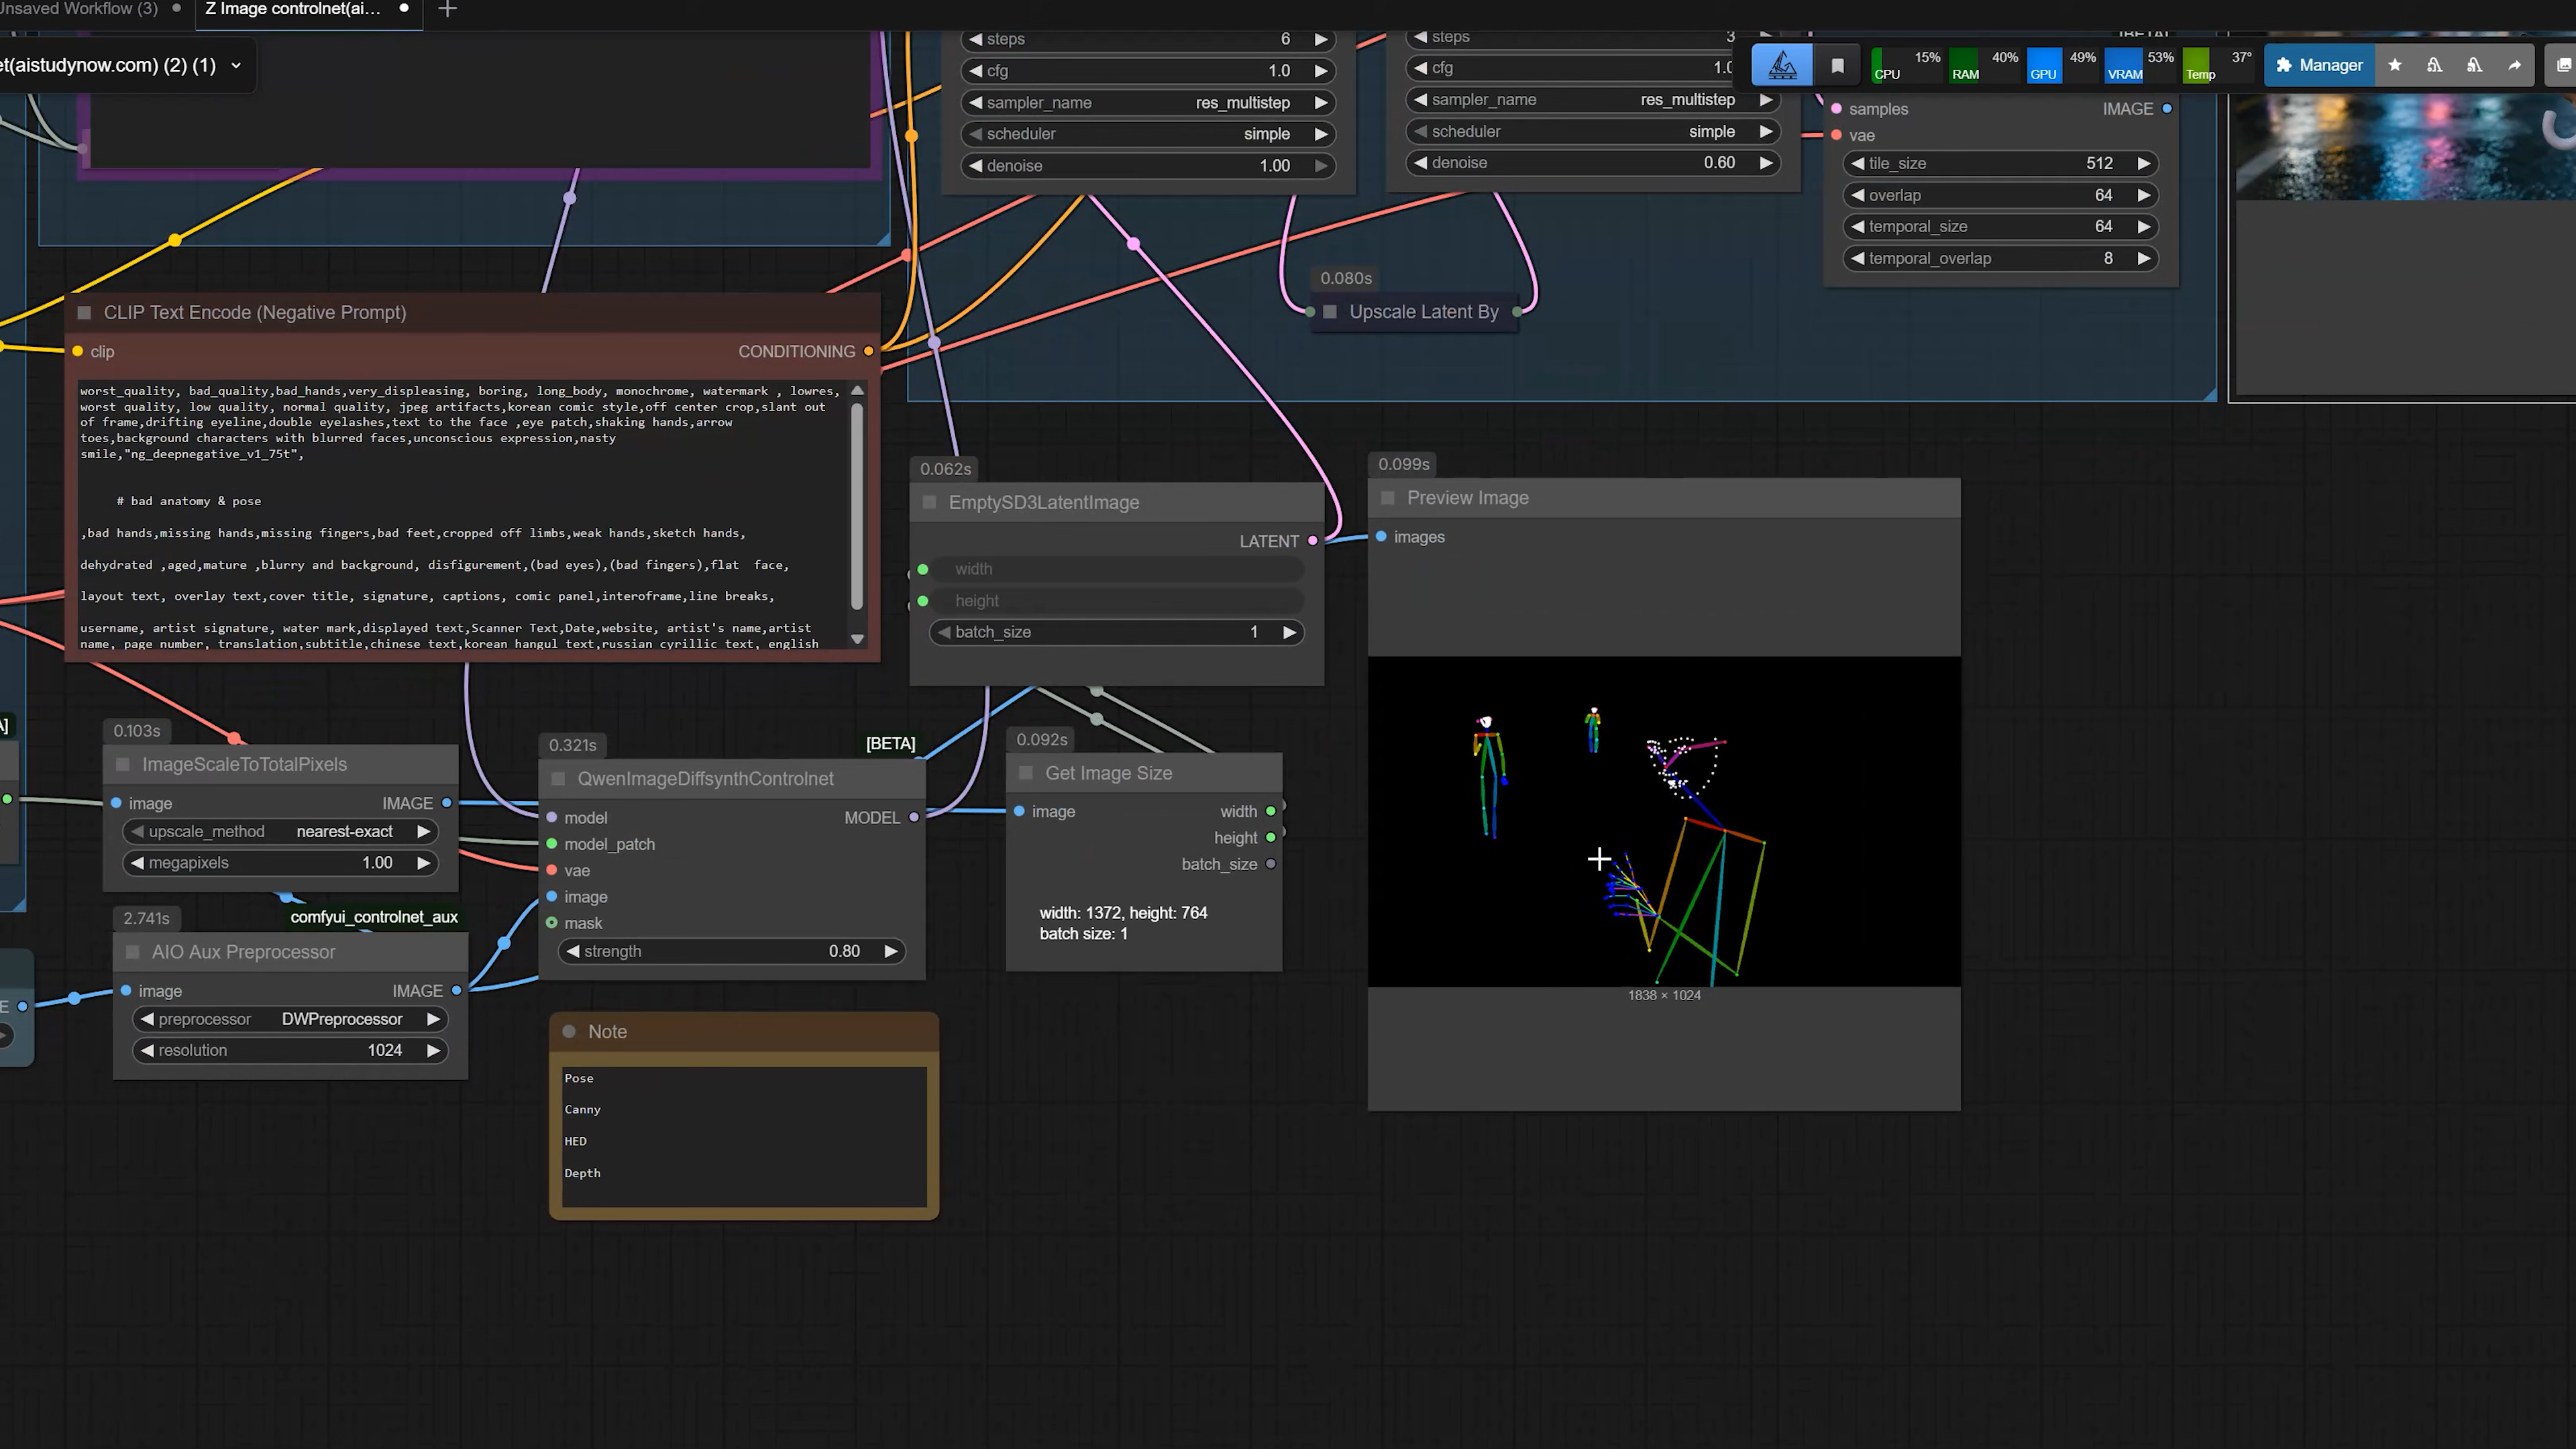 Unsaved Workflow (3)
Z Image controlnet(ai...
et(aistudynow.com) (2) (1)
steps 6
cfg 1.0
sampler_name res_multistep
scheduler simple
denoise 1.00
steps 3
cfg 1.0
sampler_name res_multistep
scheduler simple
denoise 0.60
CPU 15%
RAM 40%
GPU 49%
VRAM 53%
Temp 37°
Manager
samples IMAGE
vae
tile_size 512
overlap 64
temporal_size 64
temporal_overlap 8
0.080s
Upscale Latent By
CLIP Text Encode (Negative Prompt)
clip CONDITIONING
worst_quality, bad_quality,bad_hands,very_displeasing, boring, long_body, monochrome, watermark , lowres,
worst quality, low quality, normal quality, jpeg artifacts,korean comic style,off center crop,slant out
of frame,drifting eyeline,double eyelashes,text to the face ,eye patch,shaking hands,arrow
toes,background characters with blurred faces,unconscious expression,nasty
smile,"ng_deepnegative_v1_75t",
# bad anatomy & pose
,bad hands,missing hands,missing fingers,bad feet,cropped off limbs,weak hands,sketch hands,
dehydrated ,aged,mature ,blurry and background, disfigurement,(bad eyes),(bad fingers),flat  face,
layout text, overlay text,cover title, signature, captions, comic panel,interoframe,line breaks,
username, artist signature, water mark,displayed text,Scanner Text,Date,website, artist's name,artist
name, page number, translation,subtitle,chinese text,korean hangul text,russian cyrillic text, english
0.062s
EmptySD3LatentImage
LATENT
width
height
batch_size 1
0.099s
Preview Image
images
1838 × 1024
0.103s
ImageScaleToTotalPixels
image IMAGE
upscale_method nearest-exact
megapixels 1.00
0.321s
[BETA]
QwenImageDiffsynthControlnet
model MODEL
model_patch
vae
image
mask
strength 0.80
0.092s
Get Image Size
image width
height
batch_size
width: 1372, height: 764
batch size: 1
2.741s
comfyui_controlnet_aux
AIO Aux Preprocessor
image IMAGE
preprocessor DWPreprocessor
resolution 1024
Note
Pose
Canny
HED
Depth